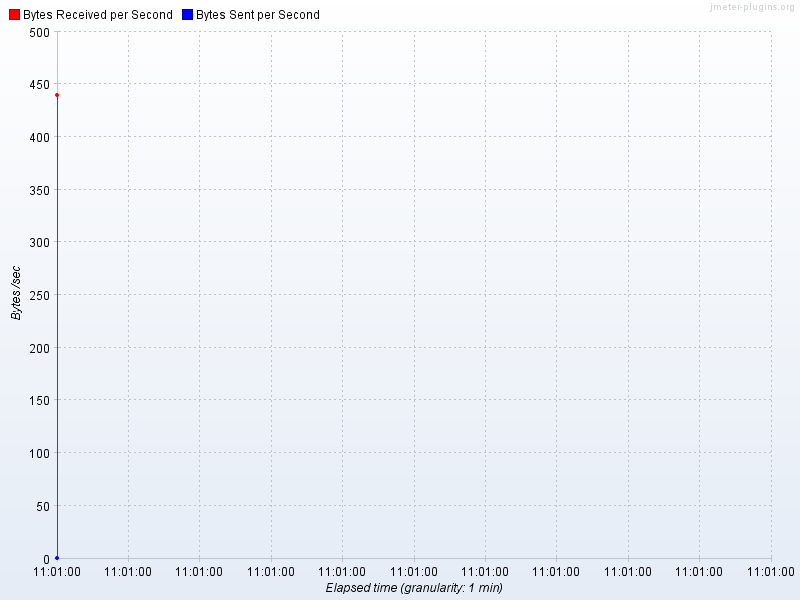 jmeter-plugins.org
Bytes Received per Second Bytes Sent per Second
500
450
400
350
300
250
200
150
100
50
0
Bytes /sec
11:01:00 11:01:00 11:01:00 11:01:00 11:01:00 11:01:00 11:01:00 11:01:00 11:01:00 11:01:00 11:01:00
Elapsed time (granularity: 1 min)